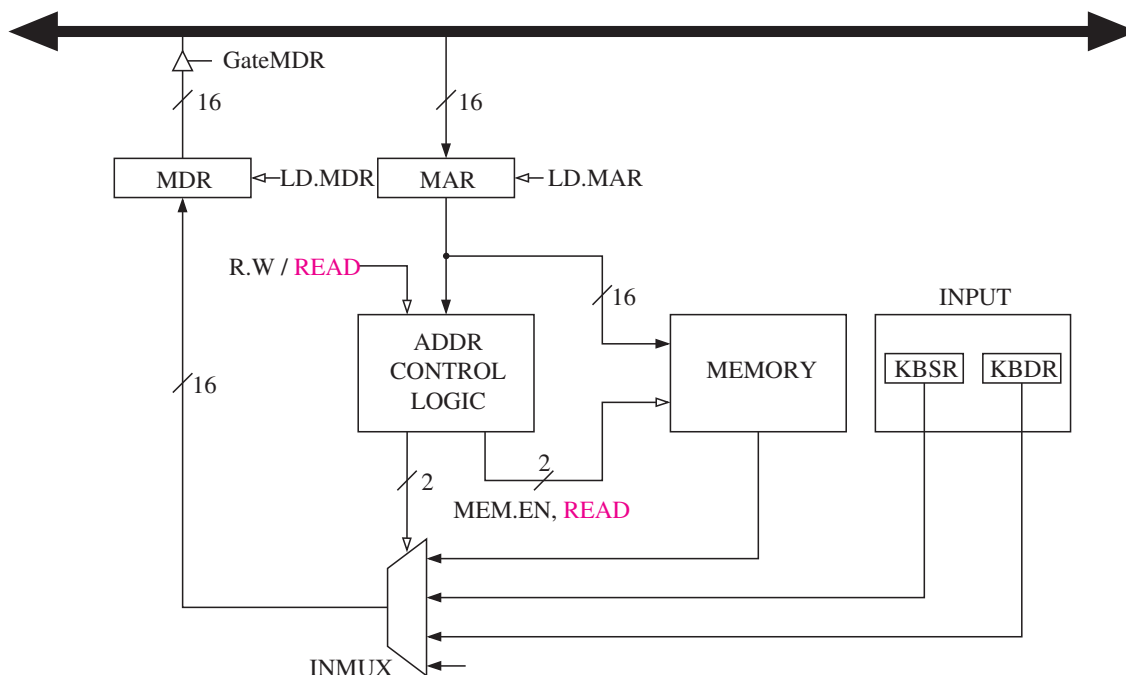 GateMDR
16
16
MDR
LD.MDR
MAR
LD.MAR
R.W / READ
16
INPUT
ADDR
CONTROL
LOGIC
MEMORY
KBSR
KBDR
16
2
2
MEM.EN, READ
INMUX